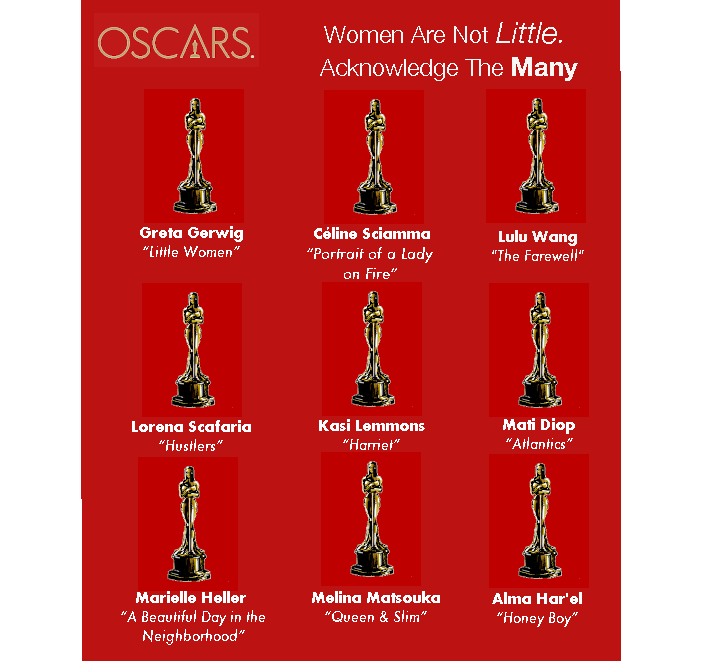 OSCARS.
Women Are Not Little.
Acknowledge The Many
Greta Gerwig
“Little Women”
Céline Sciamma
“Portrait of a Lady
on Fire”
Lulu Wang
"The Farewell"
Lorena Scafaria
“Hustlers”
Kasi Lemmons
“Harriet”
Mati Diop
“Atlantics”
Marielle Heller
“A Beautiful Day in the
Neighborhood”
Melina Matsouka
“Queen & Slim”
Alma Har'el
“Honey Boy”